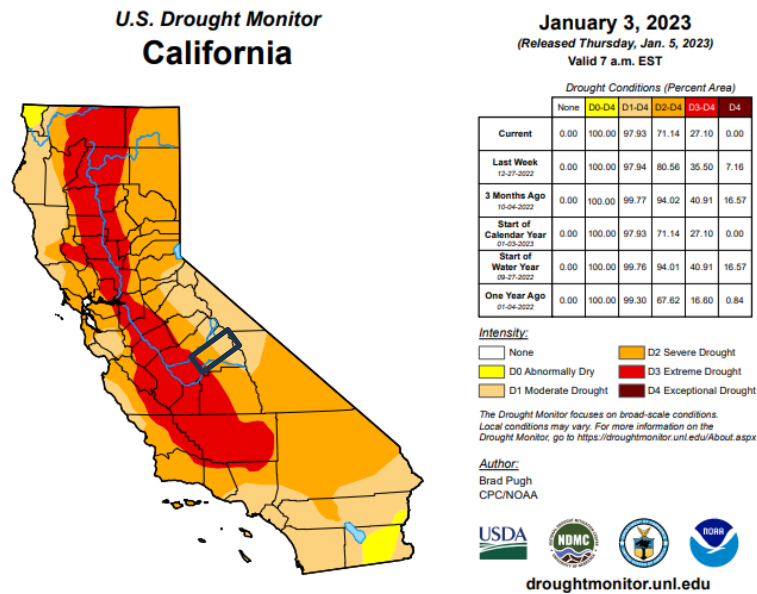 U.S. Drought Monitor
California
January 3, 2023
(Released Thursday, Jan. 5, 2023)
Valid 7 a.m. EST
Drought Conditions (Percent Area)
None D0-D4 D1-D4 D2-D4 D3-D4 D4
Current 0.00 100.00 97.93 71.14 27.10 0.00
Last Week
12-27-2022 0.00 100.00 97.94 80.56 35.50 7.16
3 Months Ago
10-04-2022 0.00 100.00 99.77 94.02 40.91 16.57
Start of
Calendar Year
01-03-2023 0.00 100.00 97.93 71.14 27.10 0.00
Start of
Water Year
09-27-2022 0.00 100.00 99.76 94.01 40.91 16.57
One Year Ago
01-04-2022 0.00 100.00 99.30 67.62 16.60 0.84
Intensity:
None
D0 Abnormally Dry
D1 Moderate Drought
D2 Severe Drought
D3 Extreme Drought
D4 Exceptional Drought
The Drought Monitor focuses on broad-scale conditions.
Local conditions may vary. For more information on the
Drought Monitor, go to https://droughtmonitor.unl.edu/About.aspx
Author:
Brad Pugh
CPC/NOAA
USDA
NDMC
NOAA
droughtmonitor.unl.edu